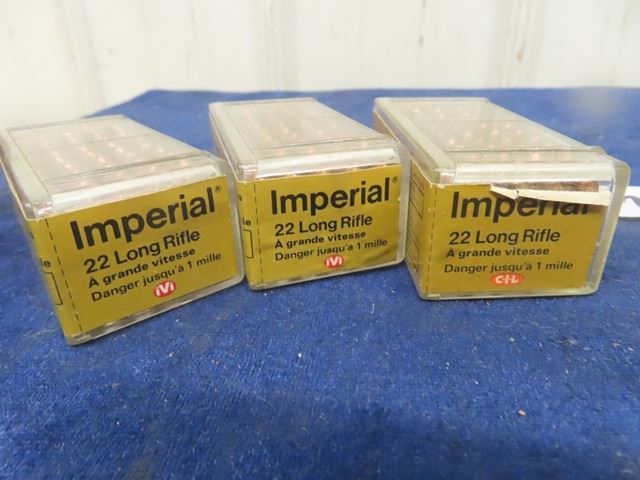 Imperial®
22 Long Rifle
À grande vitesse
Danger jusqu'à 1 mille
IVI
Imperial®
22 Long Rifle
À grande vitesse
Danger jusqu'à 1 mille
IVI
Imperial
22 Long Rifle
À grande vitesse
Danger jusqu'à 1 mille
C-I-L